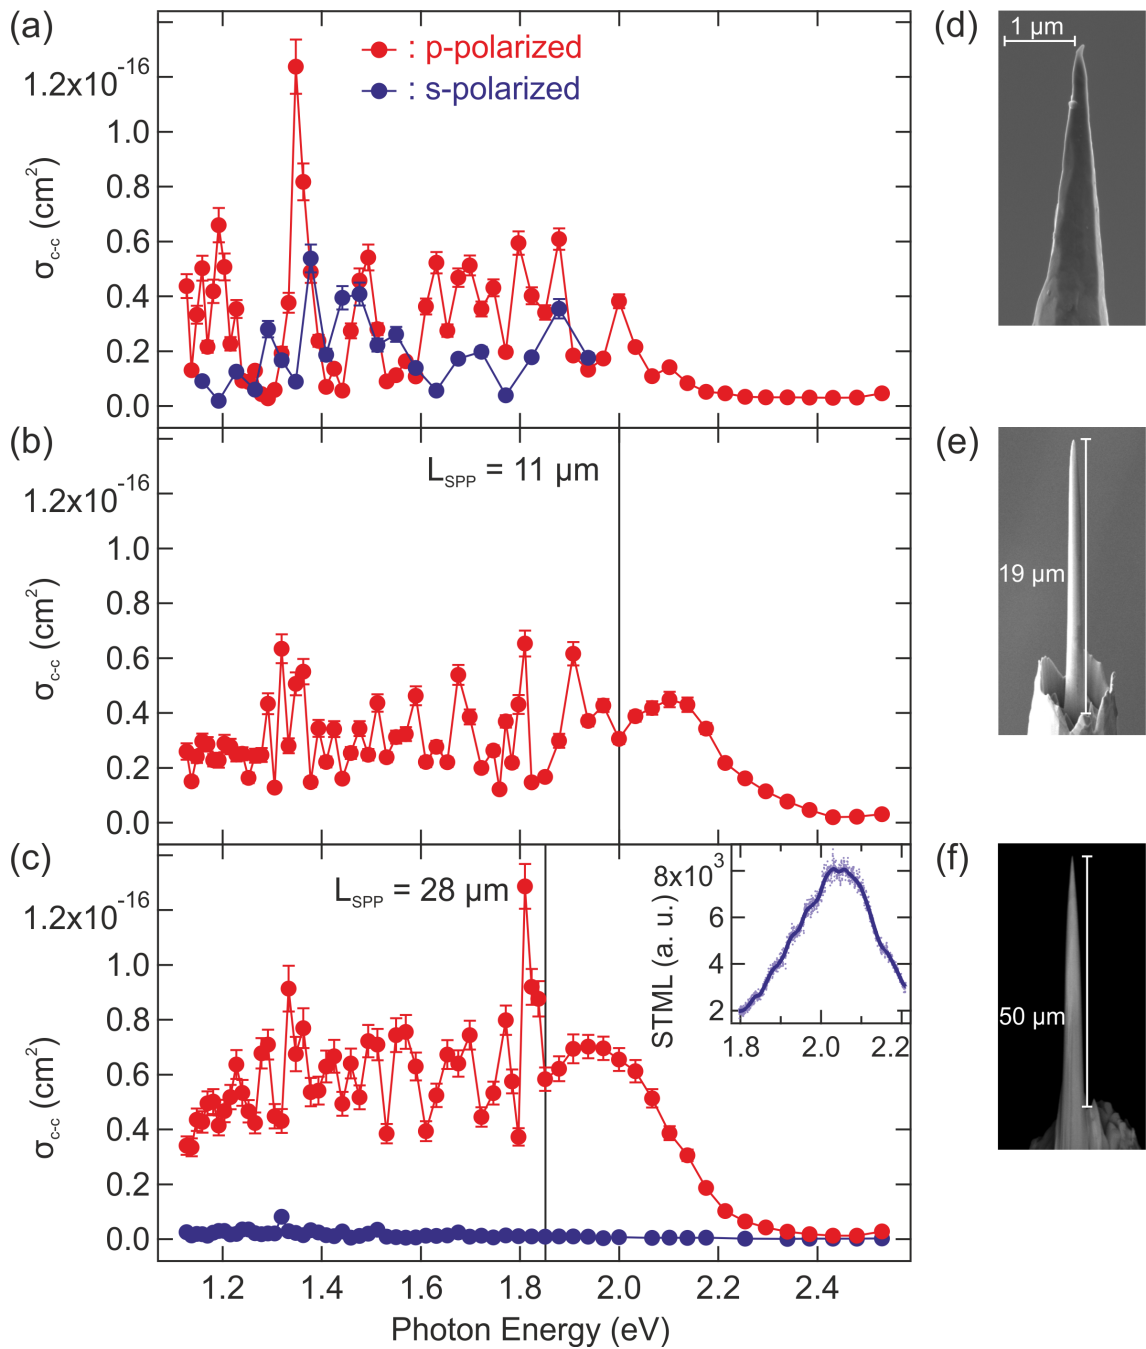 (a)
: p-polarized
: s-polarized
1.2x10⁻¹⁶
1.0
0.8
0.6
0.4
0.2
0.0
σc-c (cm²)
(d)
1 µm
(b)
L_SPP = 11 µm
1.2x10⁻¹⁶
1.0
0.8
0.6
0.4
0.2
0.0
σc-c (cm²)
(e)
19 µm
(c)
L_SPP = 28 µm
1.2x10⁻¹⁶
1.0
0.8
0.6
0.4
0.2
0.0
σc-c (cm²)
8x10³
6
4
2
STML (a. u.)
1.8 2.0 2.2
(f)
50 µm
1.2 1.4 1.6 1.8 2.0 2.2 2.4
Photon Energy (eV)